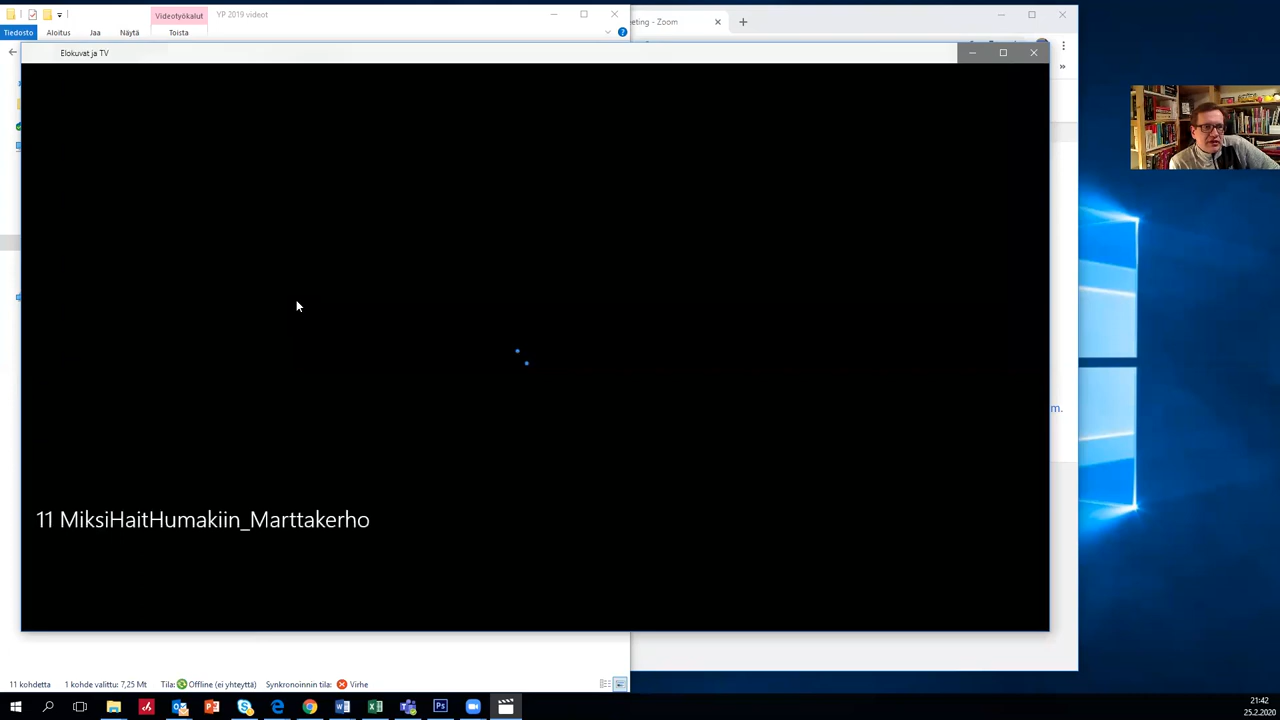 Videotyökalut
YP 2019 videot
eeting - Zoom
Tiedosto Aloitus Jaa Näytä Toista
Elokuvat ja TV
m.
11 MiksiHaitHumakiin_Marttakerho
11 kohdetta 1 kohde valittu: 7,25 Mt Tila: Offline (ei yhteyttä) Synkronoinnin tila: Virhe
21:42
25.2.2020